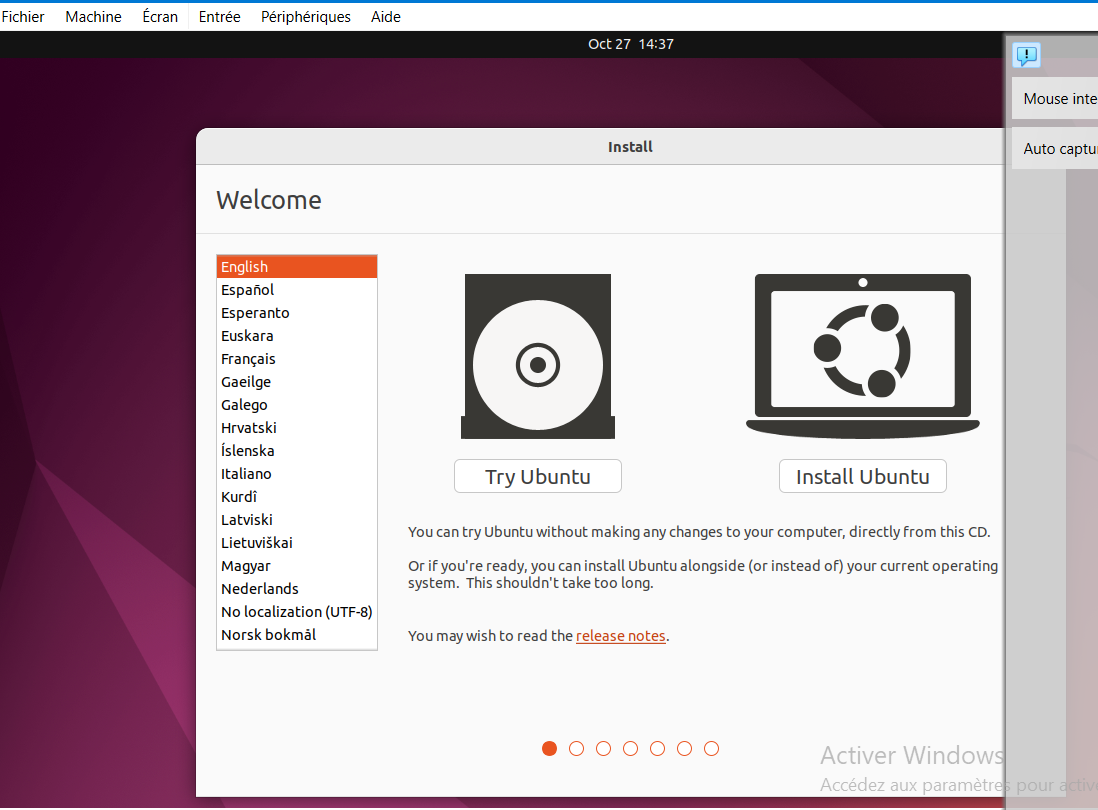 Fichier Machine Écran Entrée Périphériques Aide
Oct 27 14:37
Mouse
Auto
Install
Welcome
English
Español
Esperanto
Euskara
Français
Gaeilge
Galego
Hrvatski
Íslenska
Italiano
Kurdî
Latviski
Lietuviškai
Magyar
Nederlands
No localization (UTF-8)
Norsk bokmål
Try Ubuntu
Install Ubuntu
You can try Ubuntu without making any changes to your computer, directly from this CD.
Or if you're ready, you can install Ubuntu alongside (or instead of) your current operating
system. This shouldn't take too long.
You may wish to read the release notes.
Activer Windows
Accédez aux paramètres pour